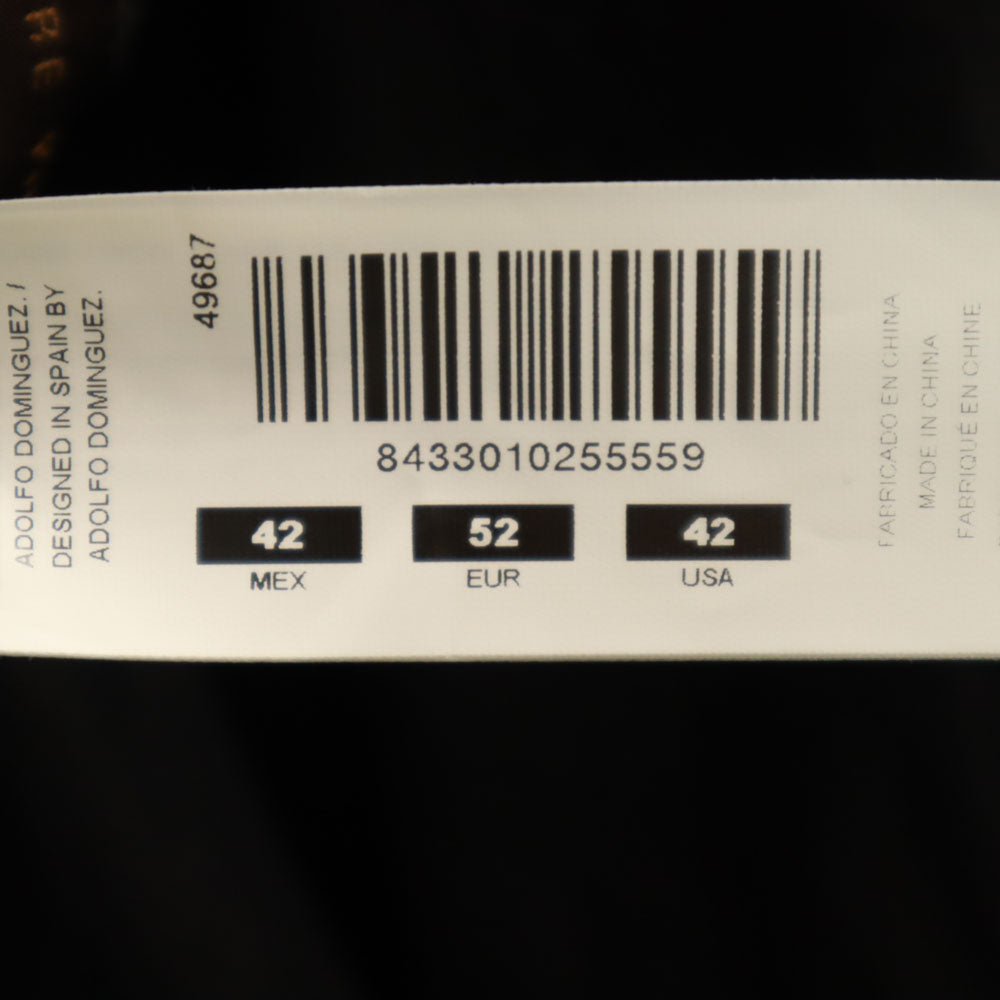 ADOLFO DOMINGUEZ. /
DESIGNED IN SPAIN BY
ADOLFO DOMINGUEZ.
49687
8433010255559
42 52 42
MEX EUR USA
FABRICADO EN CHINA
MADE IN CHINA
FABRIQUÉ EN CHINE